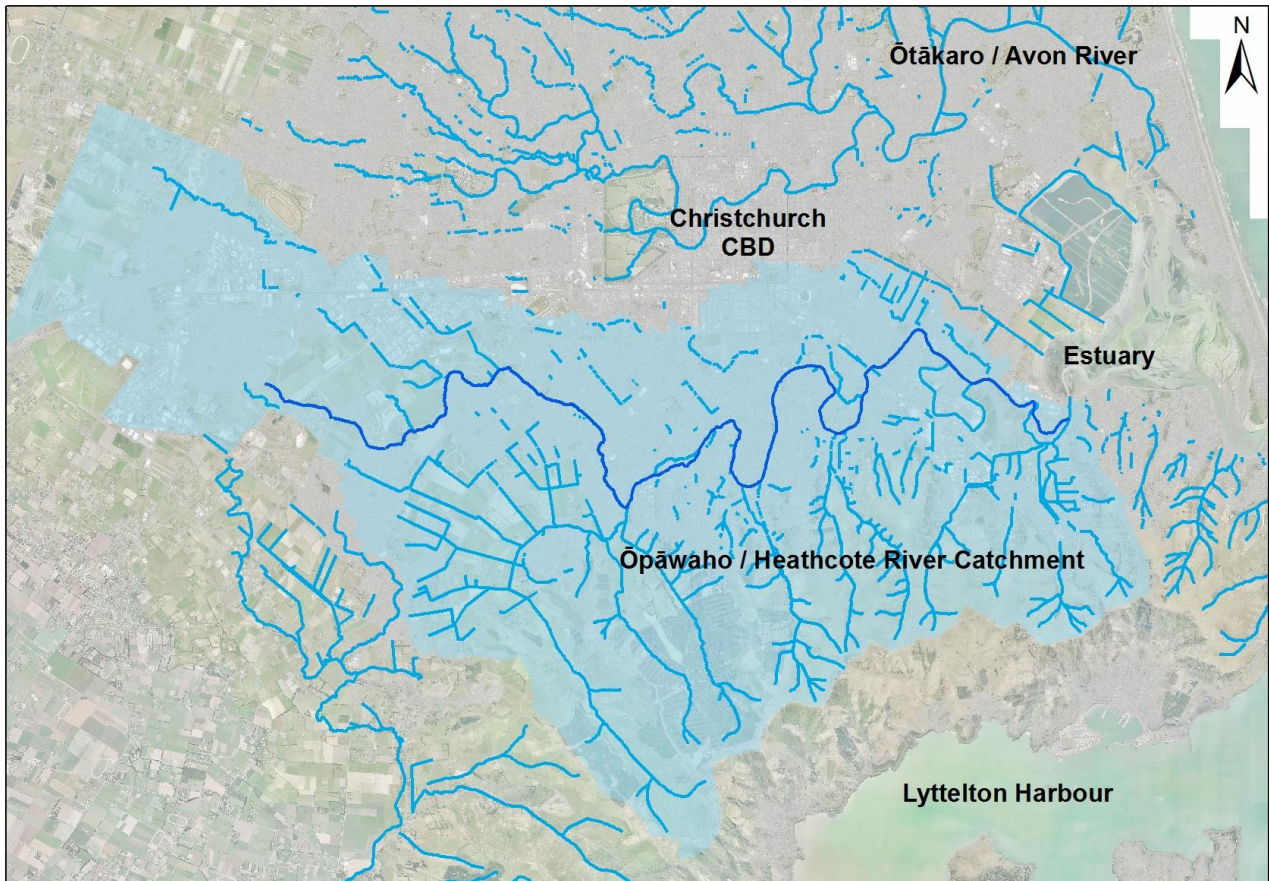 N
Ōtākaro / Avon River
Christchurch
CBD
Estuary
Ōpāwaho / Heathcote River Catchment
Lyttelton Harbour